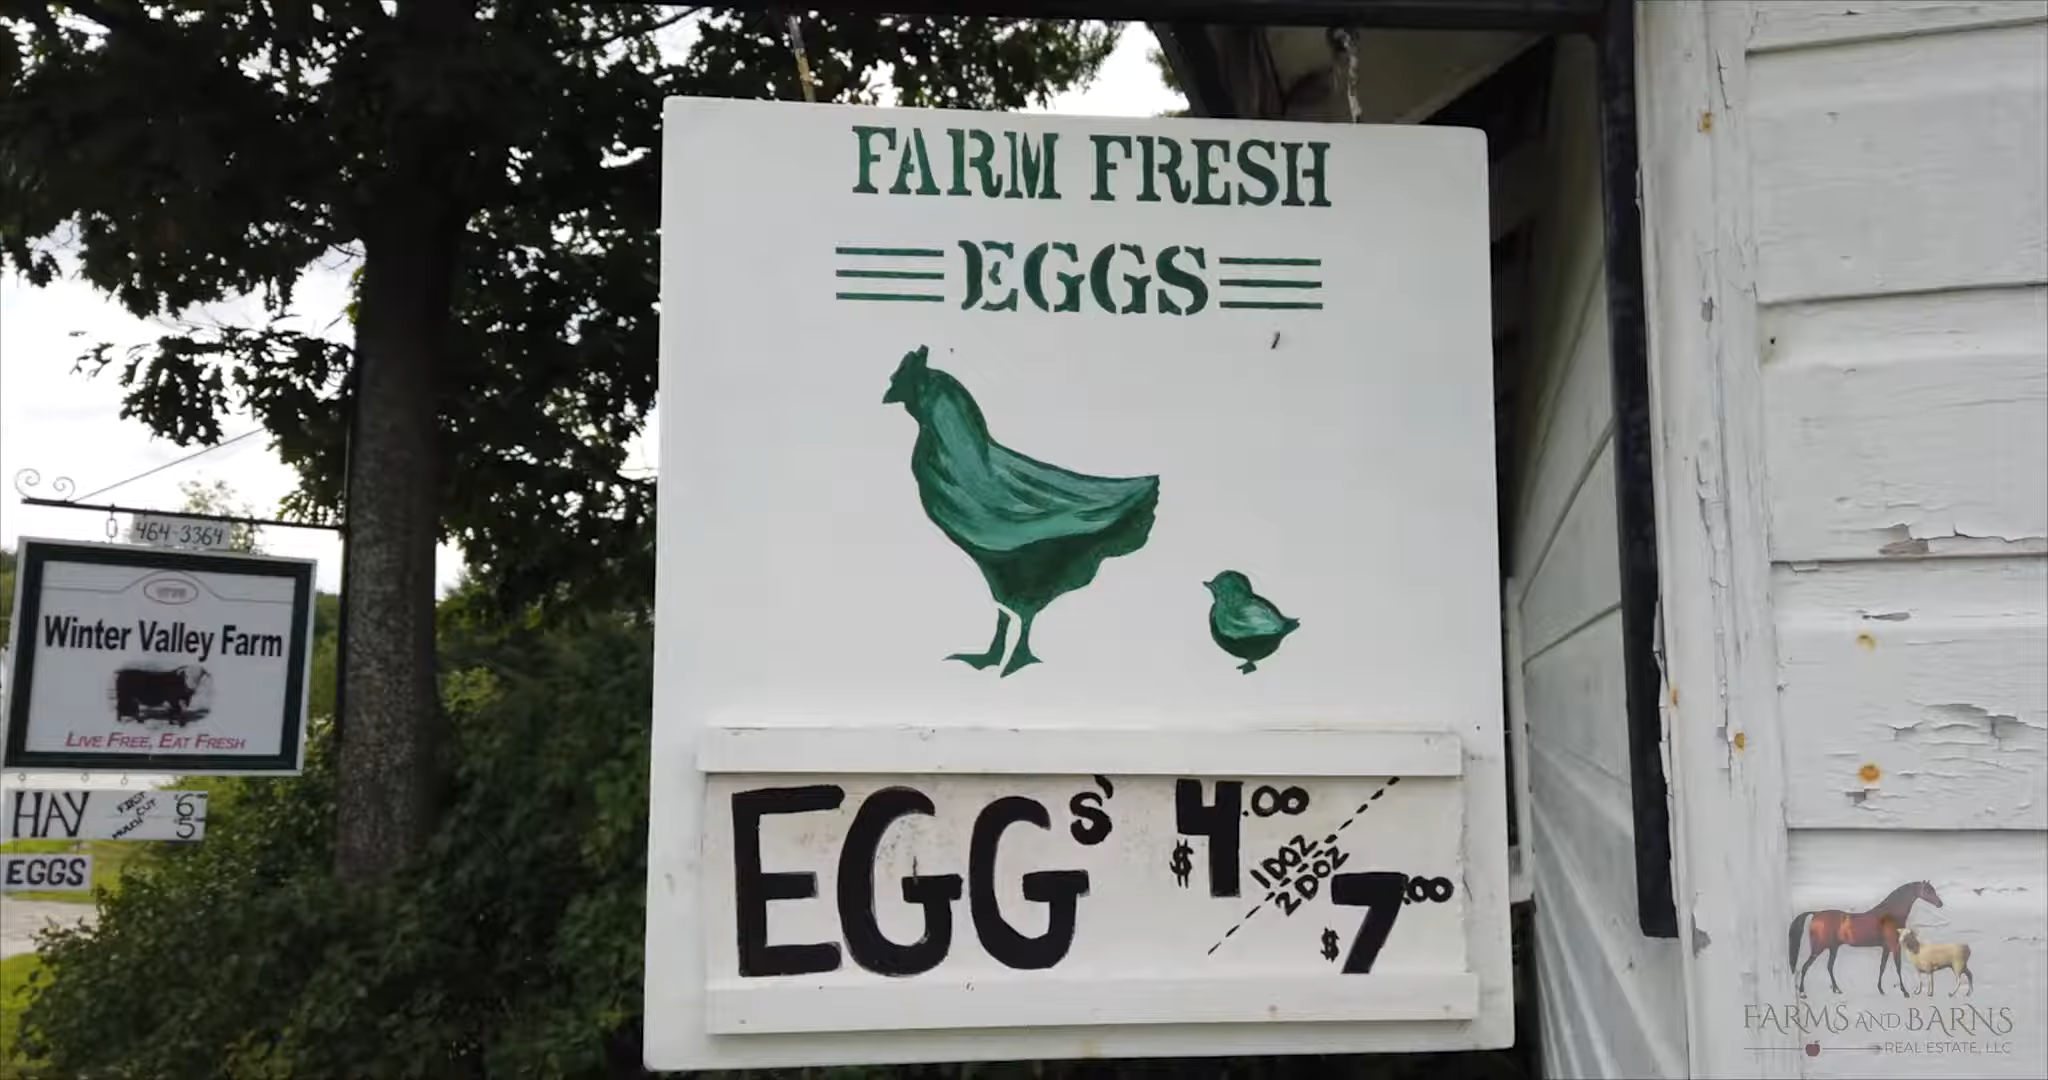 FARM FRESH
EGGS
EGGs' $4.00
1 DOZ
2 DOZ
$7.00
464-3364
Winter Valley Farm
LIVE FREE, EAT FRESH
HAY FIRST CUT 6
MULCH 5
EGGS
FARMS AND BARNS
REAL ESTATE, LLC